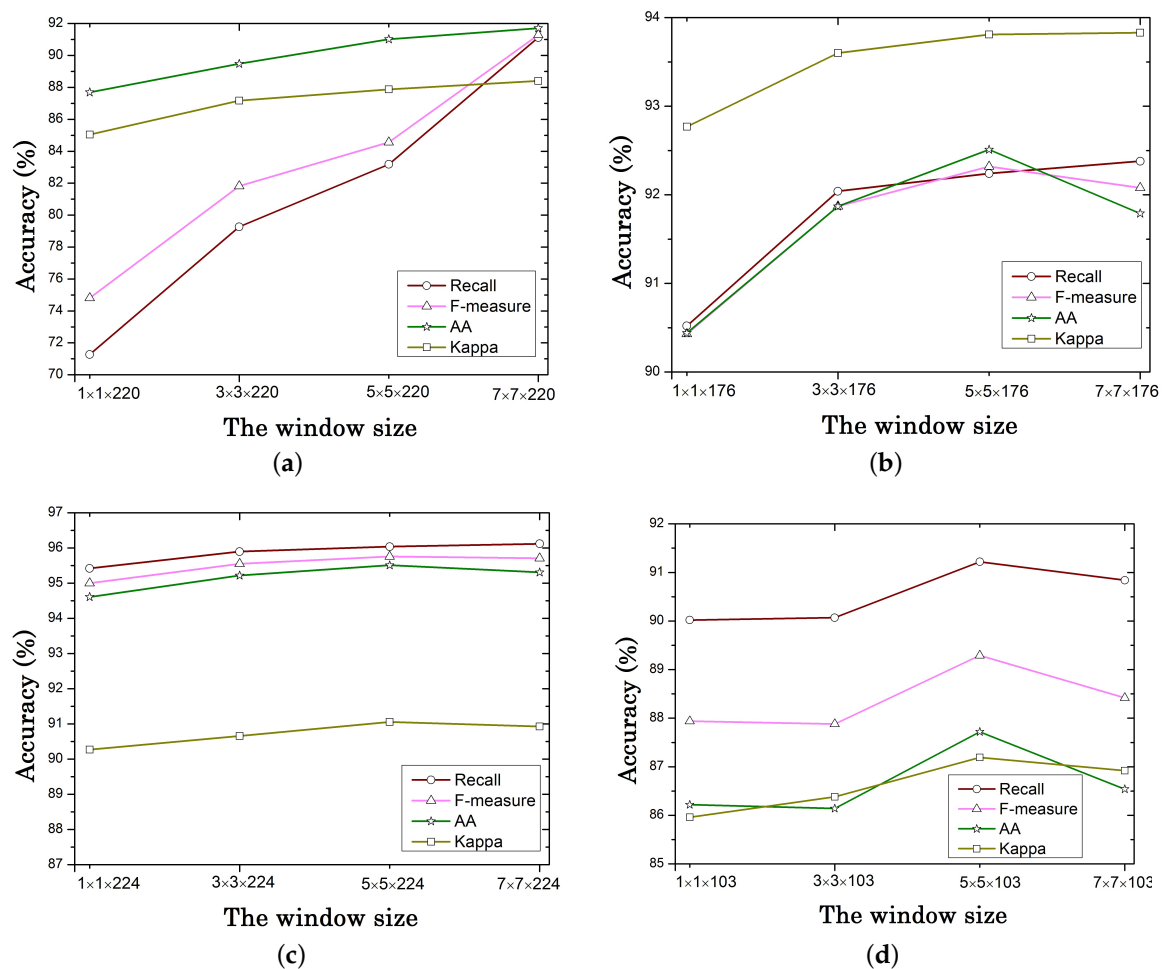 Accuracy (%)
92
90
88
86
84
82
80
78
76
74
72
70
Recall
F-measure
AA
Kappa
1×1×220 3×3×220 5×5×220 7×7×220
The window size
(a)
Accuracy (%)
94
93
92
91
90
Recall
F-measure
AA
Kappa
1×1×176 3×3×176 5×5×176 7×7×176
The window size
(b)
Accuracy (%)
97
96
95
94
93
92
91
90
89
88
87
Recall
F-measure
AA
Kappa
1×1×224 3×3×224 5×5×224 7×7×224
The window size
(c)
Accuracy (%)
92
91
90
89
88
87
86
85
Recall
F-measure
AA
Kappa
1×1×103 3×3×103 5×5×103 7×7×103
The window size
(d)